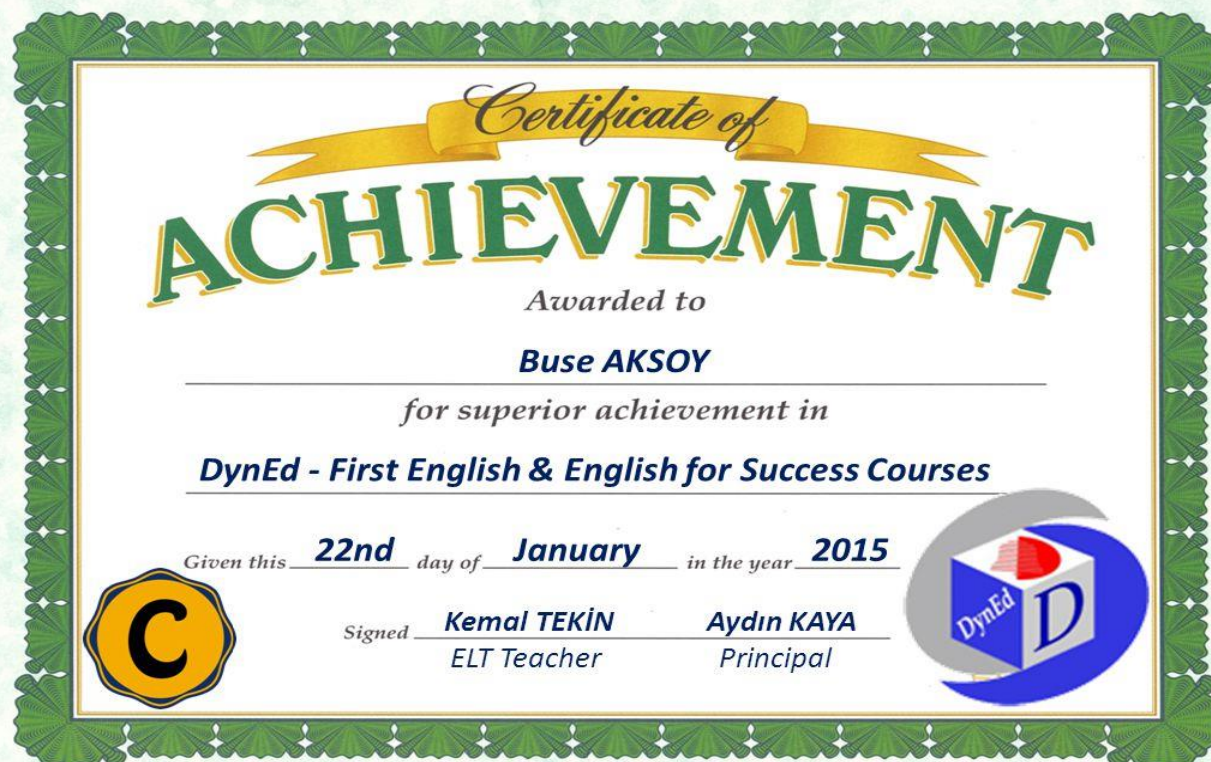 Certificate of
ACHIEVEMENT
Awarded to
Buse AKSOY
for superior achievement in
DynEd - First English & English for Success Courses
Given this 22nd day of January in the year 2015
Signed Kemal TEKİN Aydın KAYA
ELT Teacher Principal
C
DynEd D